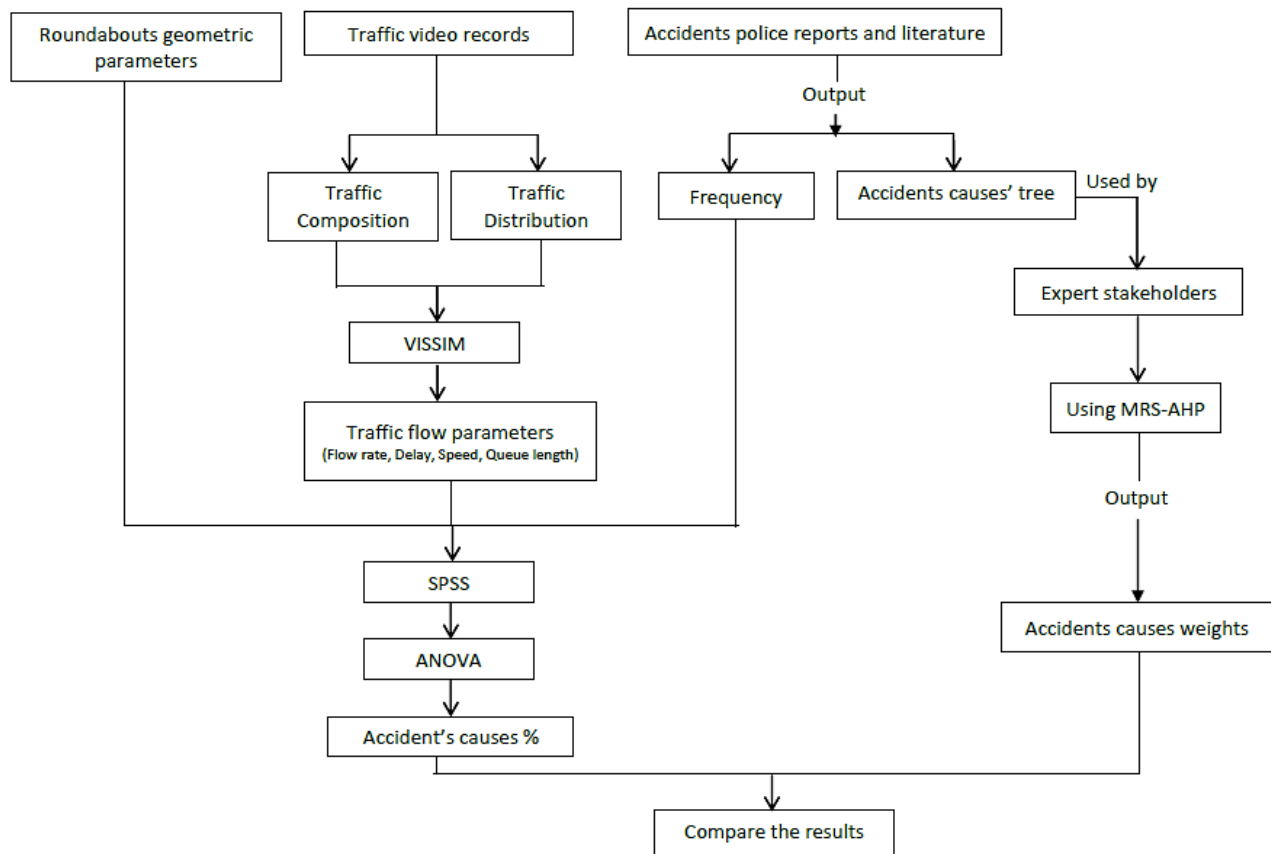 Roundabouts geometric
parameters
Traffic video records
Accidents police reports and literature
Output
Traffic
Composition
Traffic
Distribution
Frequency
Accidents causes’ tree
Used by
Expert stakeholders
VISSIM
Using MRS-AHP
Traffic flow parameters
(Flow rate, Delay, Speed, Queue length)
Output
SPSS
Accidents causes weights
ANOVA
Accident’s causes %
Compare the results